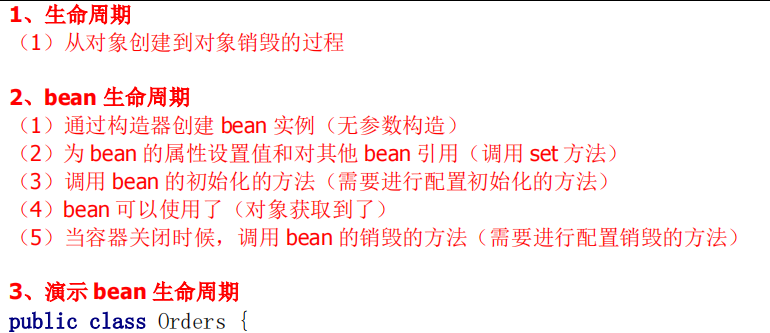 1、生命周期
（1）从对象创建到对象销毁的过程
2、bean 生命周期
（1）通过构造器创建 bean 实例（无参数构造）
（2）为 bean 的属性设置值和对其他 bean 引用（调用 set 方法）
（3）调用 bean 的初始化的方法（需要进行配置初始化的方法）
（4）bean 可以使用了（对象获取到了）
（5）当容器关闭时候，调用 bean 的销毁的方法（需要进行配置销毁的方法）
3、演示 bean 生命周期
public class Orders {